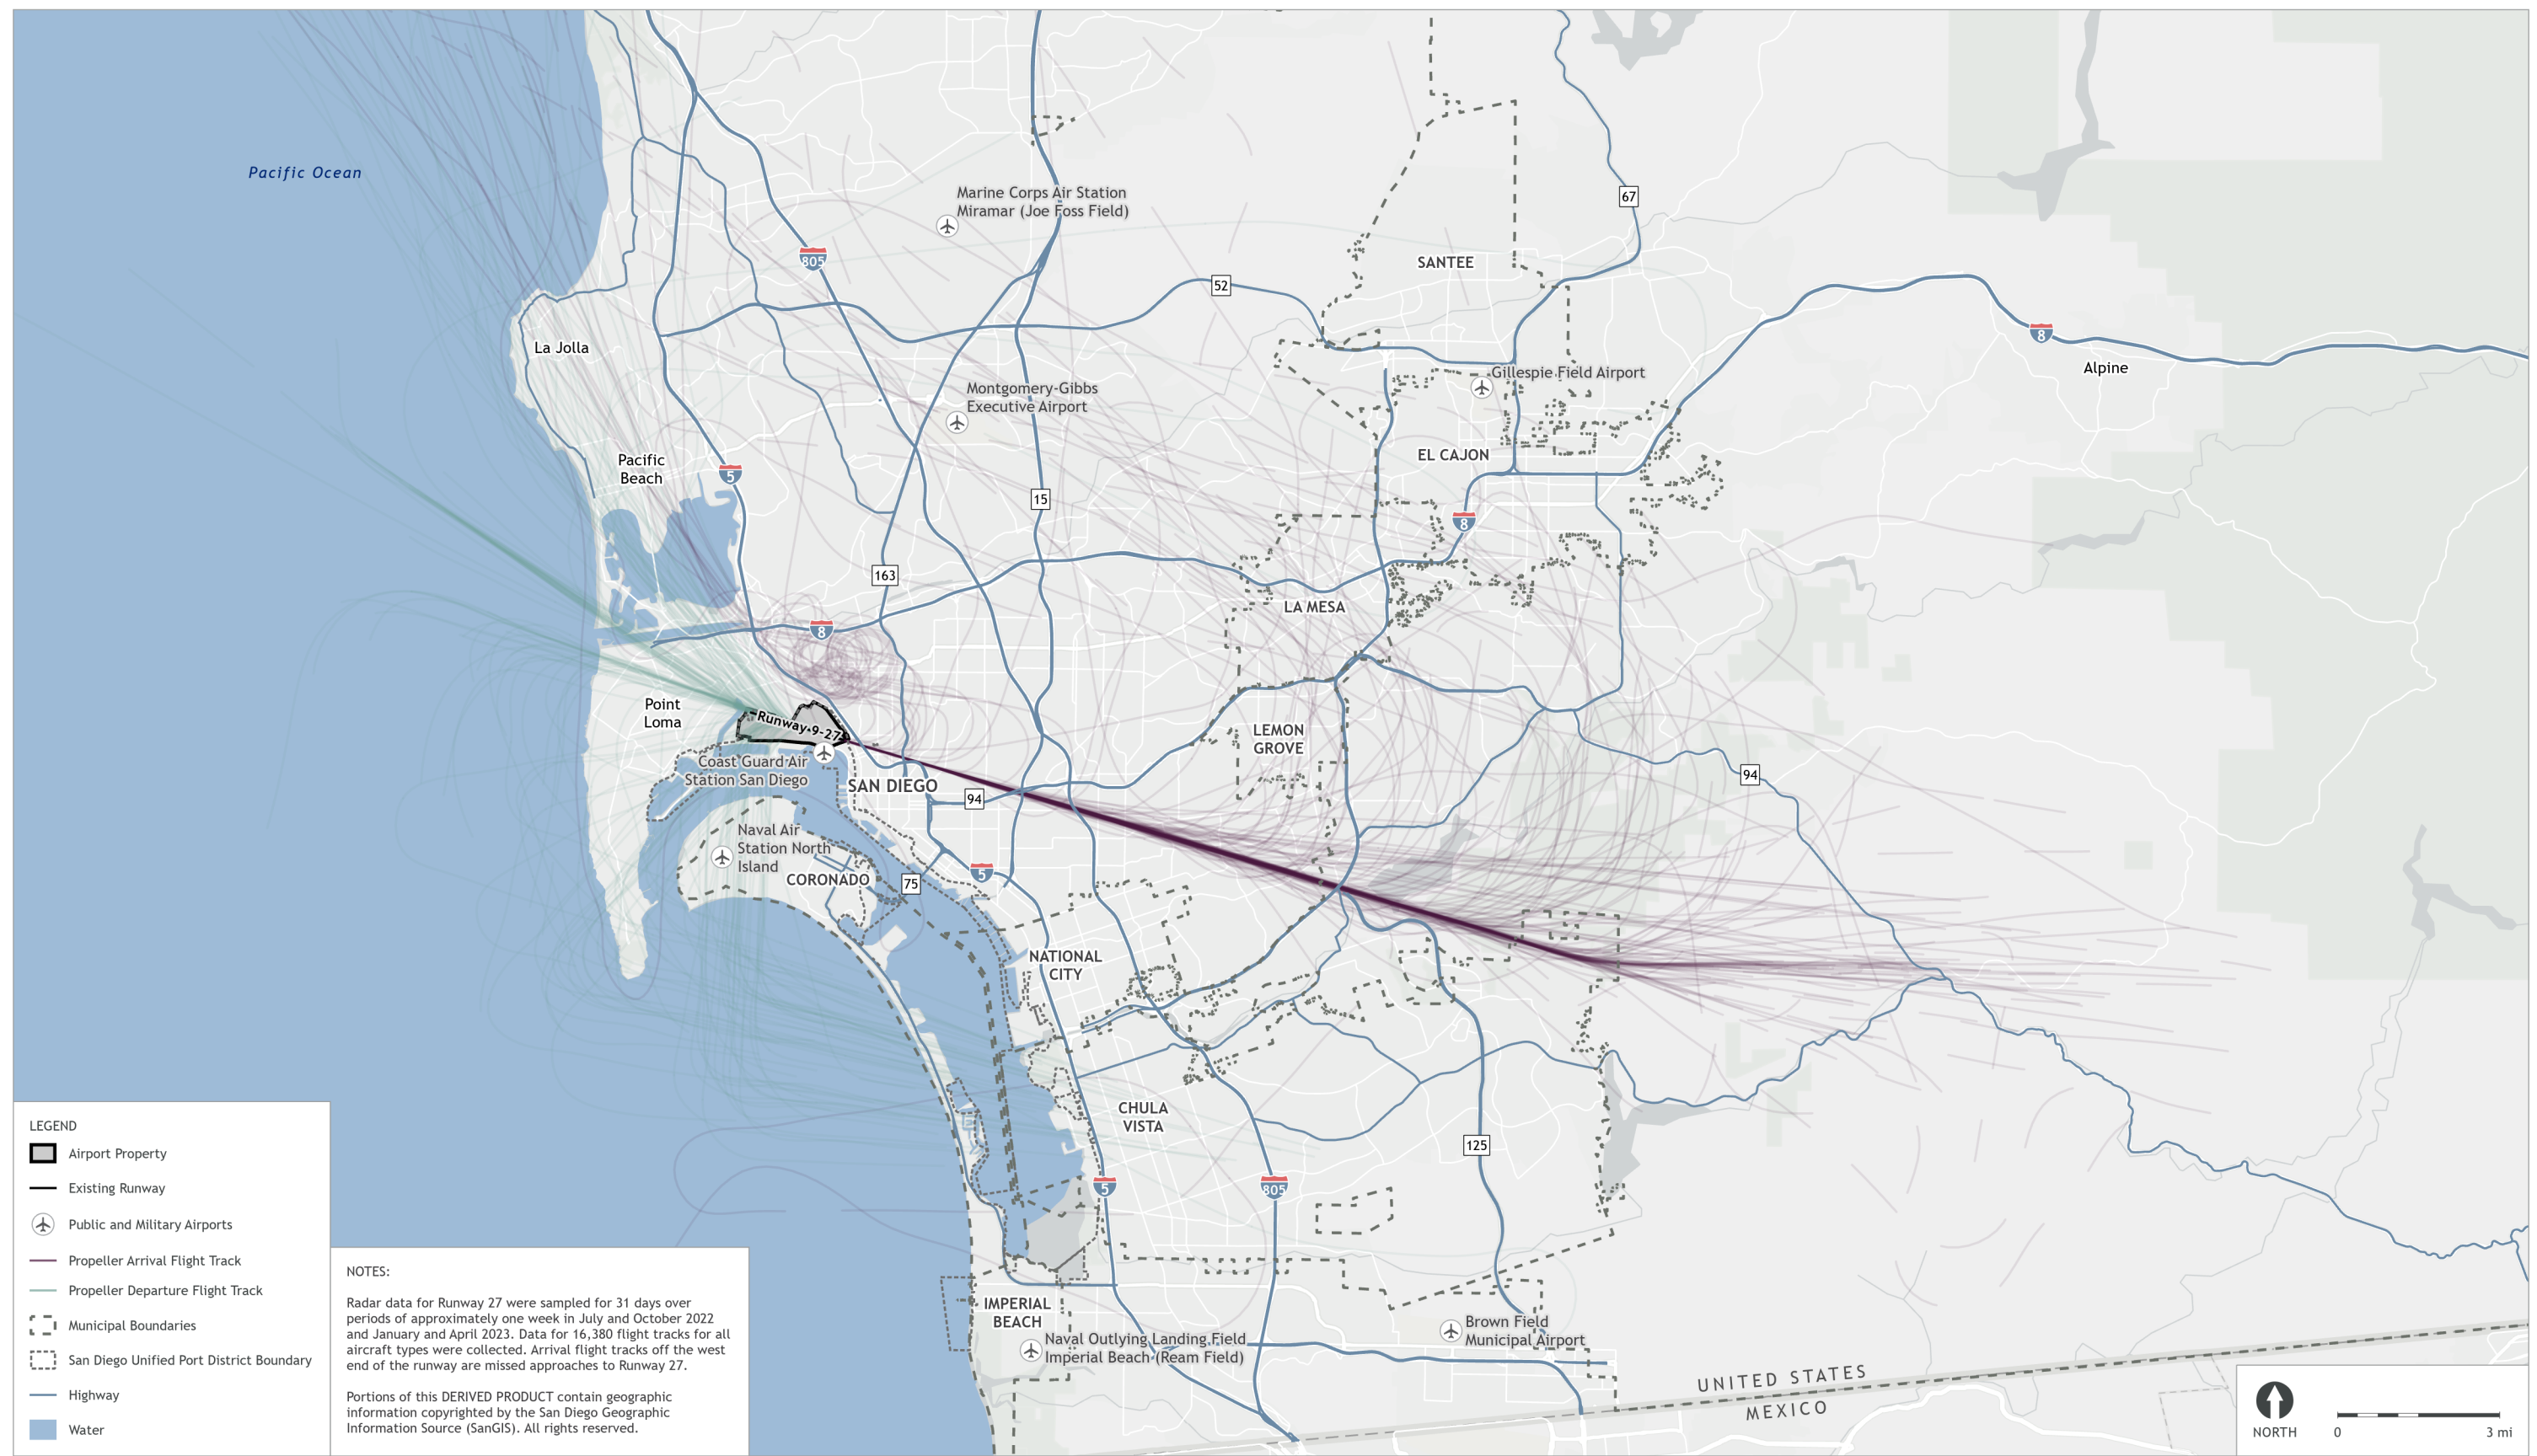 Pacific Ocean
Marine Corps Air Station
Miramar (Joe Foss Field)
67
805
SANTEE
52
8
La Jolla
Alpine
Gillespie Field Airport
Montgomery-Gibbs
Executive Airport
EL CAJON
Pacific
Beach
5
15
8
163
LA MESA
8
Point
Loma
Runway 9-27
LEMON
GROVE
Coast Guard Air
Station San Diego
SAN DIEGO
94
94
Naval Air
Station North
Island
CORONADO
75
5
NATIONAL
CITY
CHULA
VISTA
125
5
805
IMPERIAL
BEACH
Naval Outlying Landing Field
Imperial Beach (Ream Field)
Brown Field
Municipal Airport
UNITED STATES
MEXICO
LEGEND
Airport Property
Existing Runway
Public and Military Airports
Propeller Arrival Flight Track
Propeller Departure Flight Track
Municipal Boundaries
San Diego Unified Port District Boundary
Highway
Water
NOTES:
Radar data for Runway 27 were sampled for 31 days over
periods of approximately one week in July and October 2022
and January and April 2023. Data for 16,380 flight tracks for all
aircraft types were collected. Arrival flight tracks off the west
end of the runway are missed approaches to Runway 27.
Portions of this DERIVED PRODUCT contain geographic
information copyrighted by the San Diego Geographic
Information Source (SanGIS). All rights reserved.
NORTH
0
3 mi